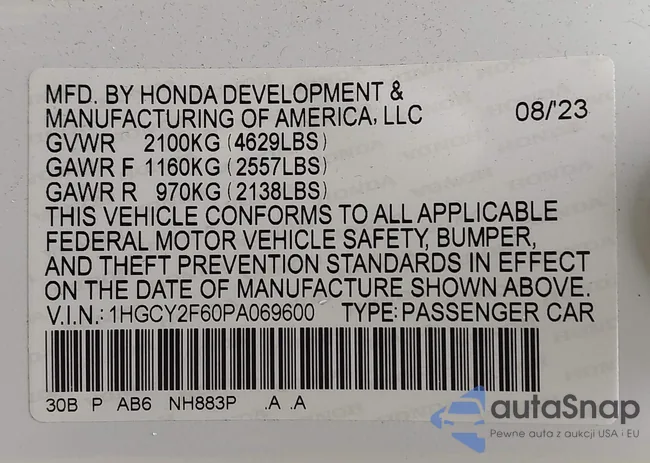 MFD. BY HONDA DEVELOPMENT &
MANUFACTURING OF AMERICA, LLC 08/'23
GVWR 2100KG (4629LBS)
GAWR F 1160KG (2557LBS)
GAWR R 970KG (2138LBS)
THIS VEHICLE CONFORMS TO ALL APPLICABLE
FEDERAL MOTOR VEHICLE SAFETY, BUMPER,
AND THEFT PREVENTION STANDARDS IN EFFECT
ON THE DATE OF MANUFACTURE SHOWN ABOVE.
V.I.N.: 1HGCY2F60PA069600 TYPE: PASSENGER CAR
30B P AB6 NH883P .A .A
autaSnap
Pewne auta z aukcji USA i EU